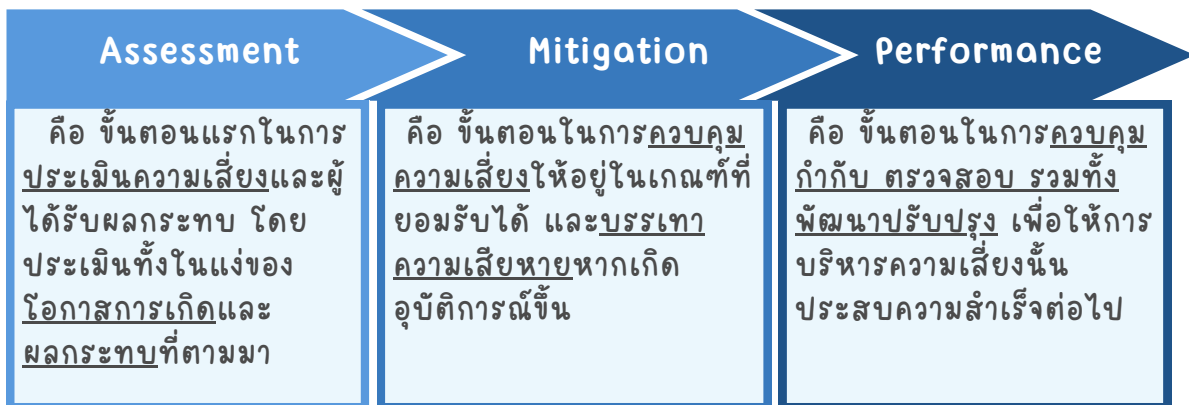 Assessment
คือ ขั้นตอนแรกในการ
ประเมินความเสี่ยงและผู้
ได้รับผลกระทบ โดย
ประเมินทั้งในแง่ของ
โอกาสการเกิดและ
ผลกระทบที่ตามมา
Mitigation
คือ ขั้นตอนในการควบคุม
ความเสี่ยงให้อยู่ในเกณฑ์ที่
ยอมรับได้ และบรรเทา
ความเสียหายหากเกิด
อุบัติการณ์ขึ้น
Performance
คือ ขั้นตอนในการควบคุม
กำกับ ตรวจสอบ รวมทั้ง
พัฒนาปรับปรุง เพื่อให้การ
บริหารความเสี่ยงนั้น
ประสบความสำเร็จต่อไป